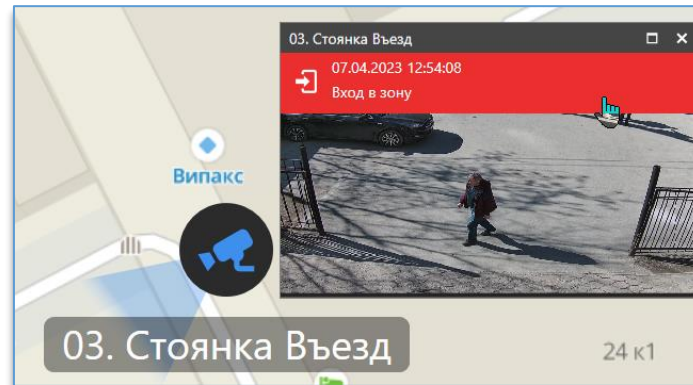 03. Стоянка Въезд
07.04.2023 12:54:08
Вход в зону
Випакс
03. Стоянка Въезд
24 к1